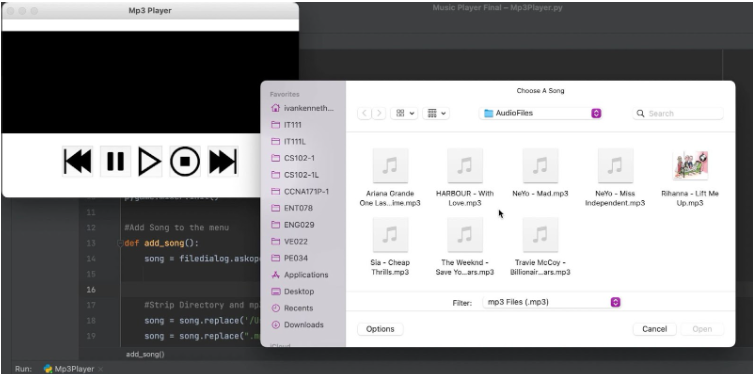 Mp3 Player
Music Player Final – Mp3Player.py
Choose A Song
Favorites
ivankenneth...
IT111
IT111L
CS102-1
CS102-1L
CCNA171P-1
ENT078
ENG029
VE022
PE034
Applications
Desktop
Recents
Downloads
iCloud
AudioFiles
Search
Ariana Grande
One Las...ime.mp3
HARBOUR - With
Love.mp3
NeYo - Mad.mp3
NeYo - Miss
Independent.mp3
Rihanna - Lift Me
Up.mp3
Sia - Cheap
Thrills.mp3
The Weeknd -
Save Yo...ars.mp3
Travie McCoy -
Billionair...ars.mp3
Filter: mp3 Files (.mp3)
Options
Cancel
Open
11
12 #Add Song to the menu
13 def add_song():
14 song = filedialog.askop
15
16
17 #Strip Directory and mp
18 song = song.replace('/U
19 song = song.replace(".m
add_song()
Run: Mp3Player